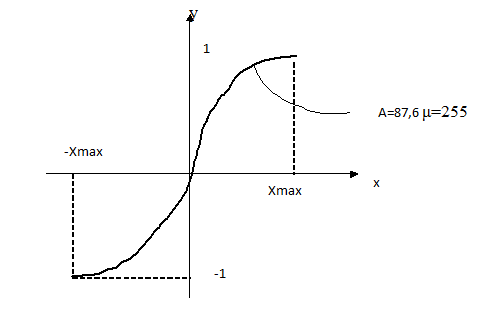 y
1
A=87,6 μ=255
-Xmax
x
Xmax
-1